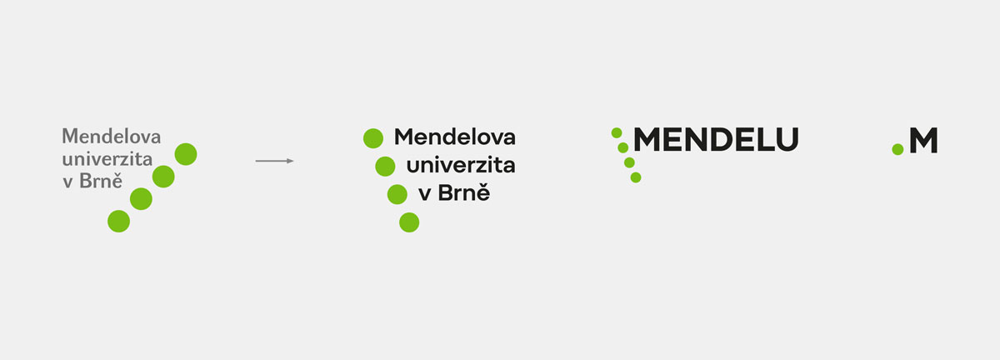 Mendelova
univerzita
v Brně
Mendelova
univerzita
v Brně
MENDELU
M